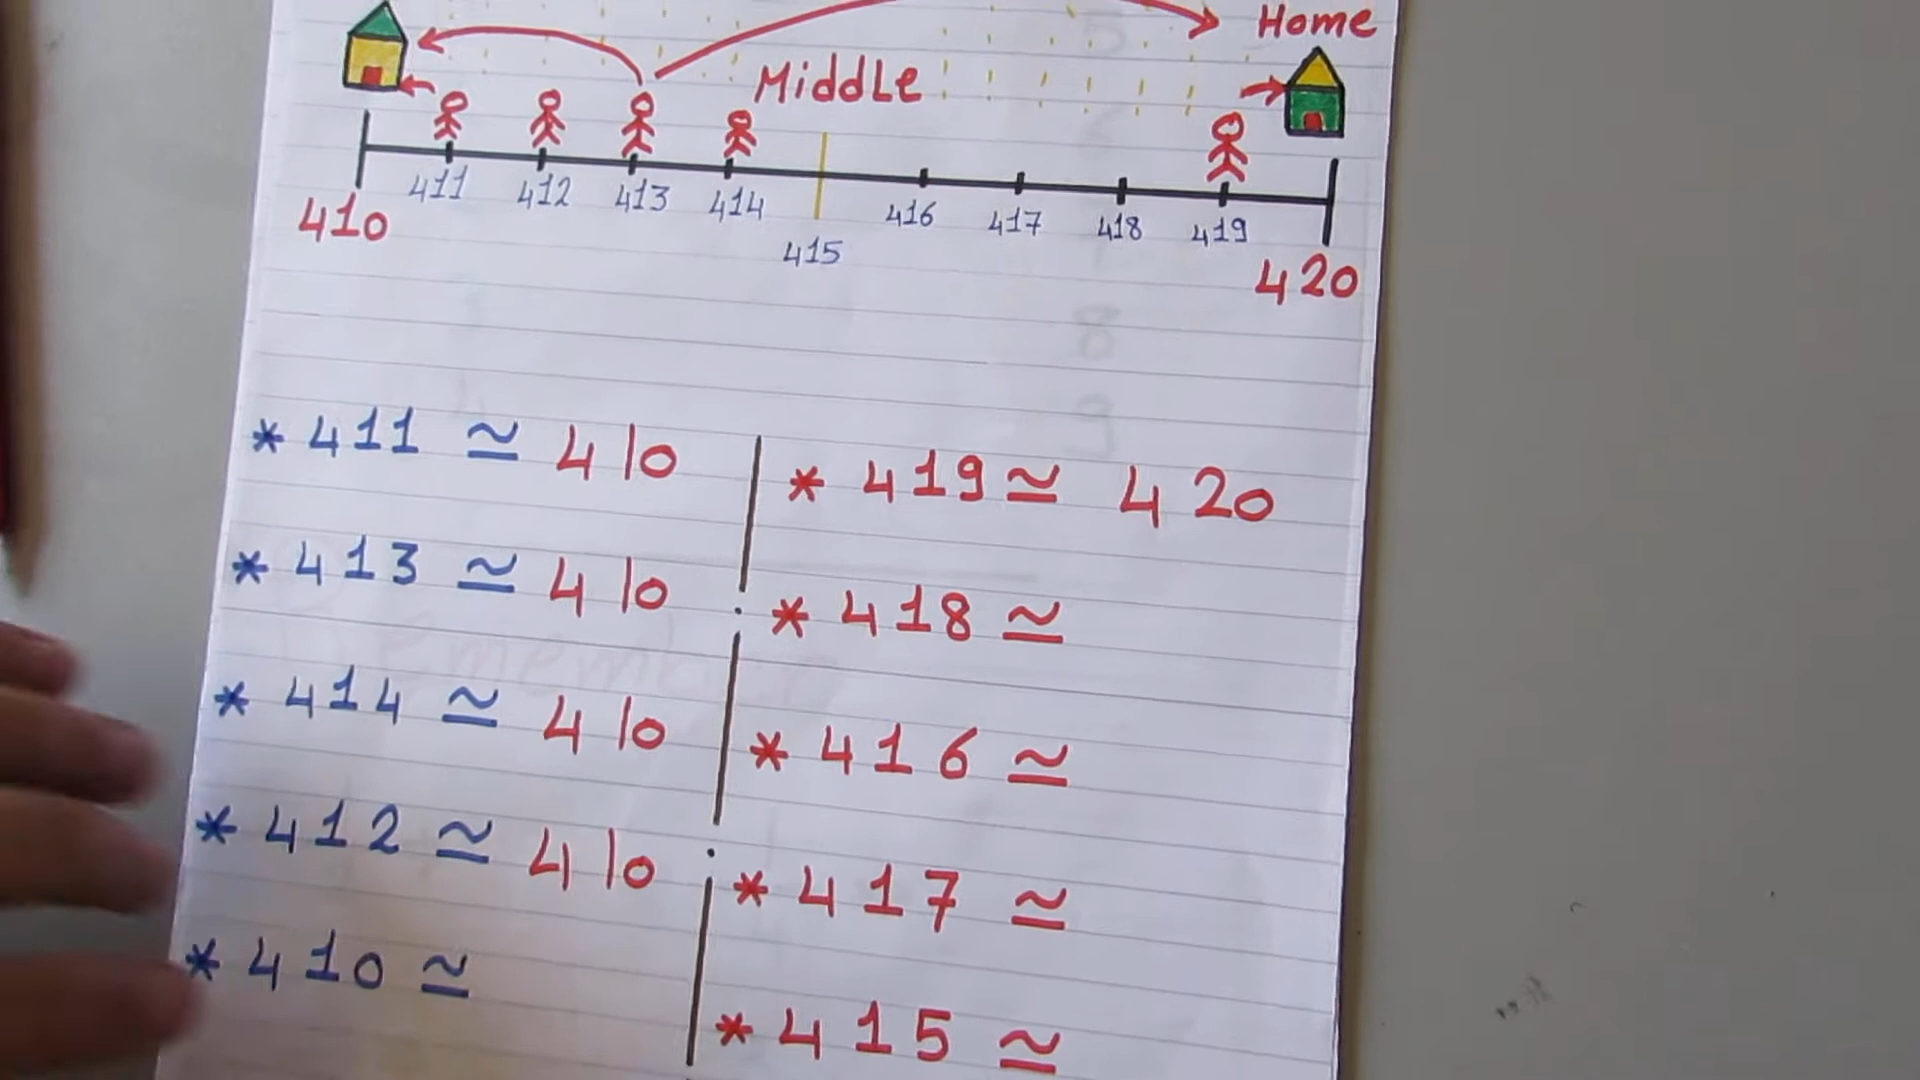 Home
Middle
411 412 413 414 416 417 418 419
410 415 420
* 411 ≃ 410
* 413 ≃ 410
* 414 ≃ 410
* 412 ≃ 410
* 410 ≃
* 419 ≃ 420
* 418 ≃
* 416 ≃
* 417 ≃
* 415 ≃